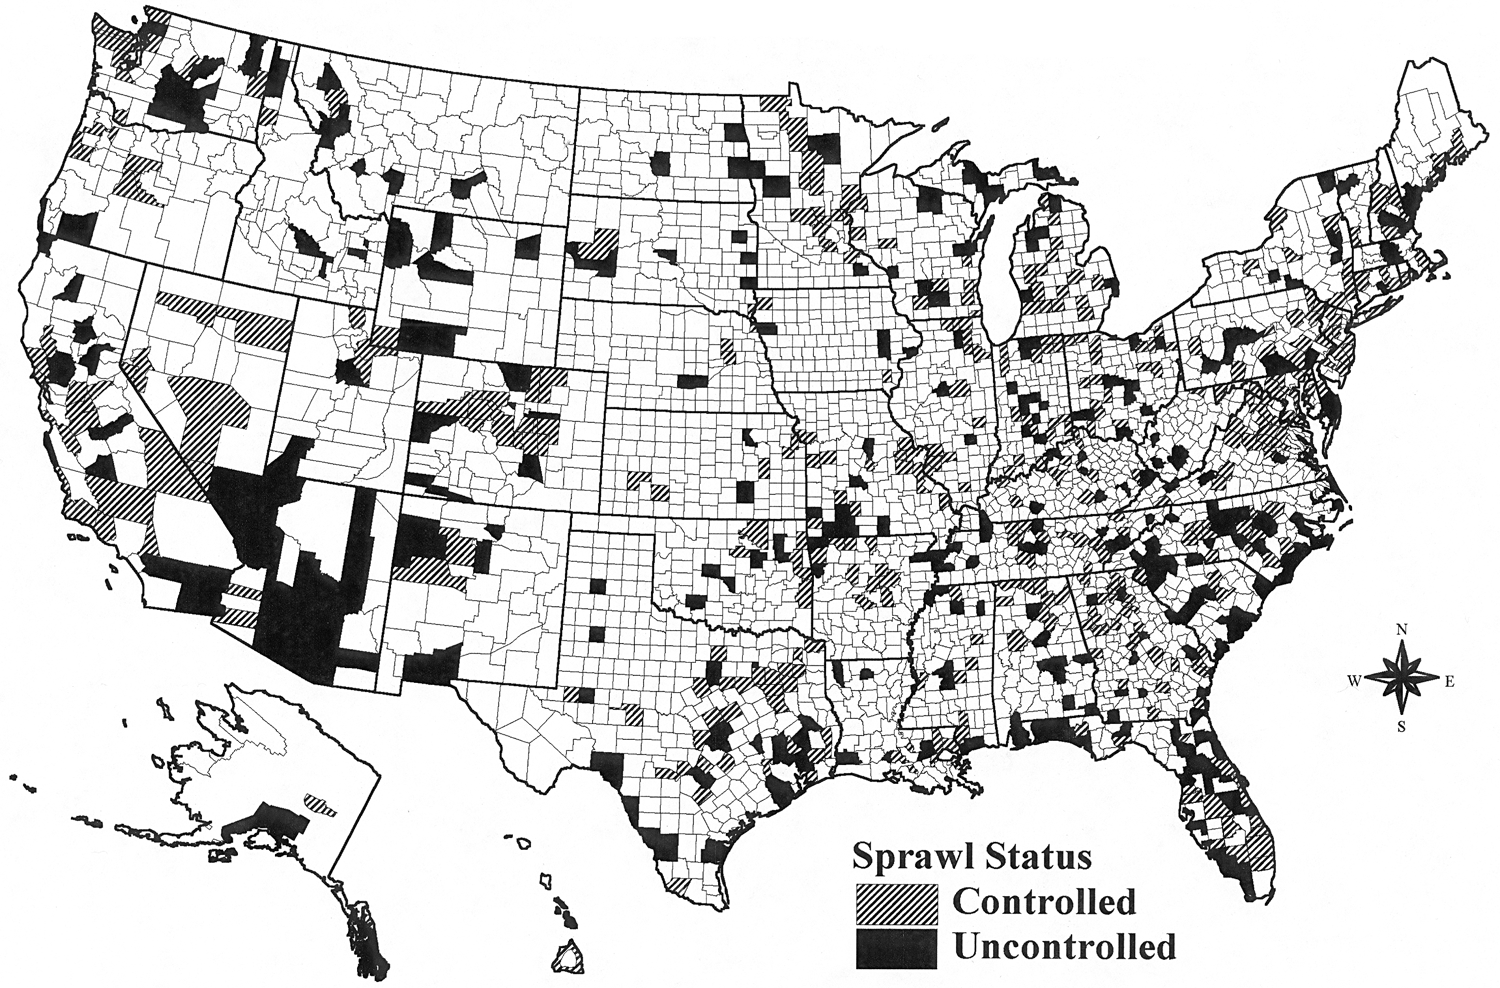 N
W E
S
Sprawl Status
Controlled
Uncontrolled